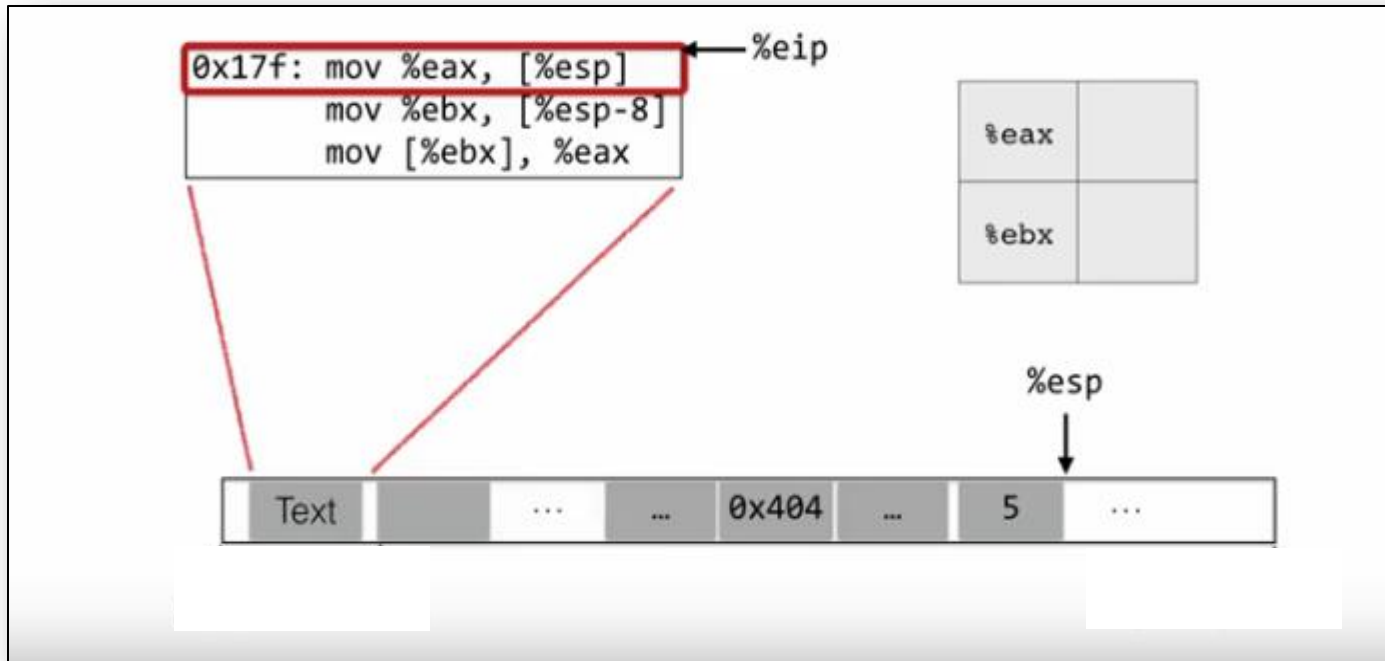 %eip
0x17f: mov %eax, [%esp]
mov %ebx, [%esp-8]
mov [%ebx], %eax
%eax
%ebx
%esp
Text ... … 0x404 … 5 ...